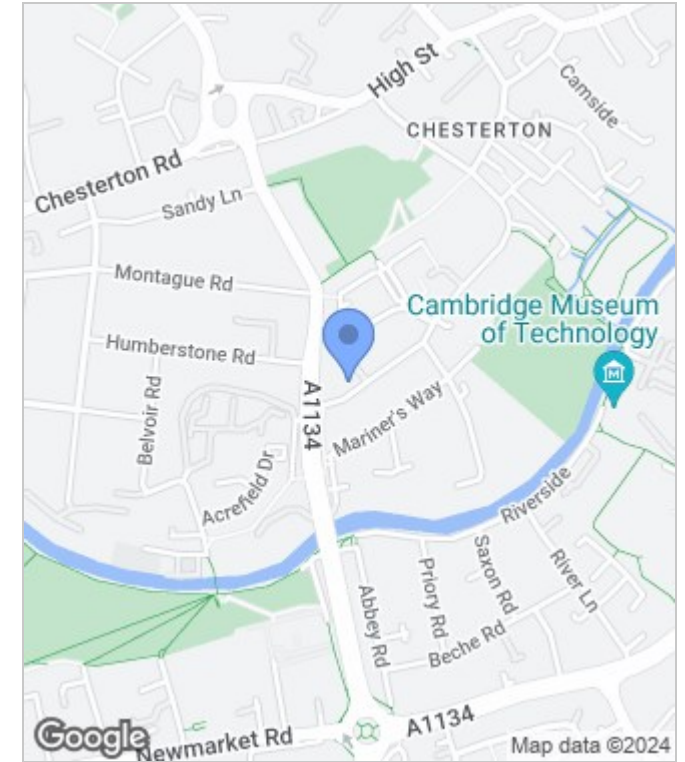 High St
Camside
CHESTERTON
Chesterton Rd
Sandy Ln
Montague Rd
Cambridge Museum
of Technology
M
Humberstone Rd
Belvoir Rd
A1134
Mariner's Way
Acrefield Dr
Riverside
Saxon Rd
River Ln
Priory Rd
Abbey Rd
Beche Rd
A1134
Newmarket Rd
Google
Map data ©2024